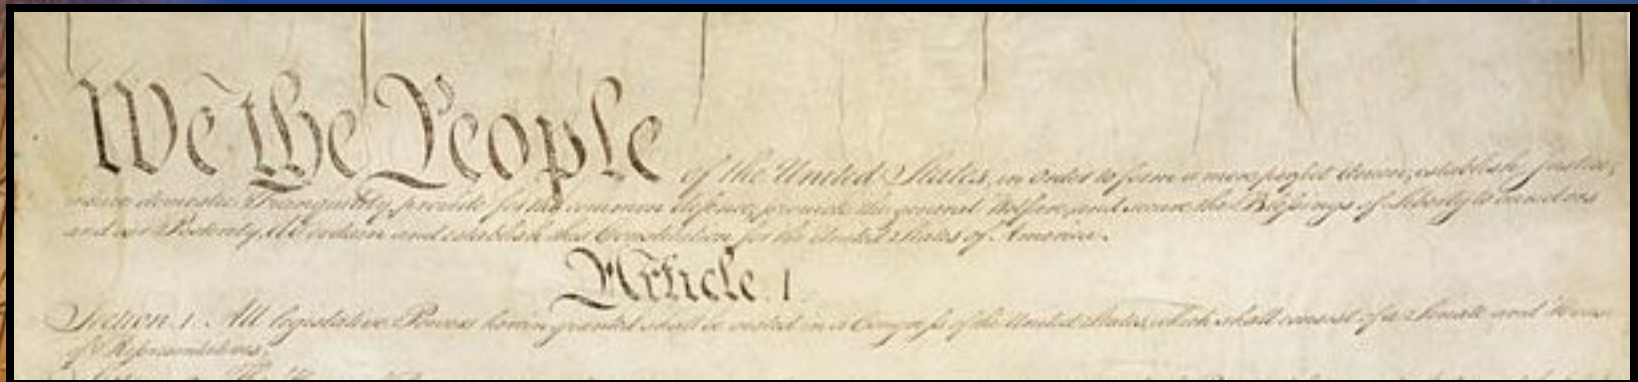 We the People of the United States, in Order to form a more perfect Union, establish Justice,
insure domestic Tranquility, provide for the common defence, promote the general Welfare, and secure the Blessings of Liberty to ourselves
and our Posterity, do ordain and establish this Constitution for the United States of America.
Article. I.
Section. 1. All legislative Powers herein granted shall be vested in a Congress of the United States, which shall consist of a Senate and House
of Representatives.